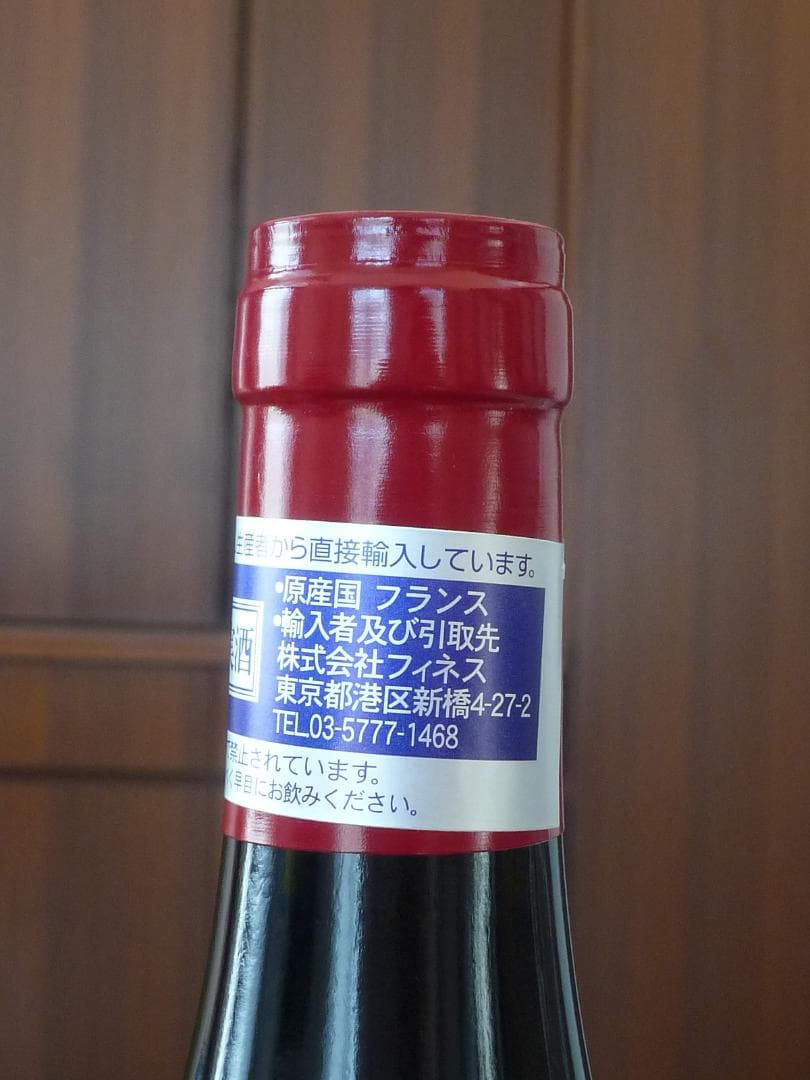 生産者から直接輸入しています。
•原産国 フランス
•輸入者及び引取先
株式会社フィネス
東京都港区新橋4-27-2
TEL.03-5777-1468
酒
禁止されています。
早目にお飲みください。